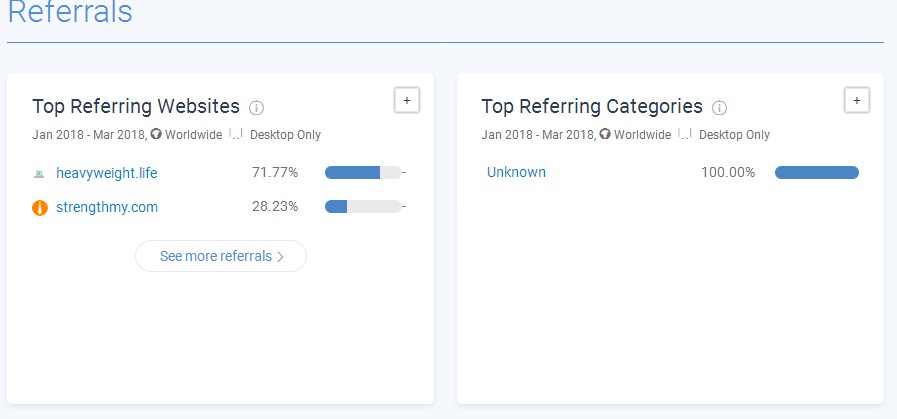 Referrals
Top Referring Websites
Jan 2018 - Mar 2018, Worldwide Desktop Only
heavyweight.life 71.77% -
strengthmy.com 28.23% -
See more referrals >
Top Referring Categories
Jan 2018 - Mar 2018, Worldwide Desktop Only
Unknown 100.00%